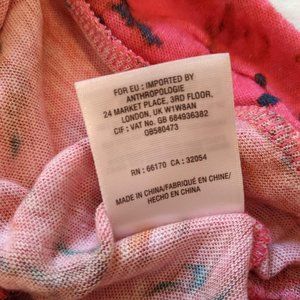 FOR EU : IMPORTED BY
ANTHROPOLOGIE
24 MARKET PLACE, 3RD FLOOR,
LONDON, UK W1W8AN
CIF : VAT No. GB 684936382
GB580473
RN : 66170 CA : 32054
MADE IN CHINA/FABRIQUÉ EN CHINE/
HECHO EN CHINA